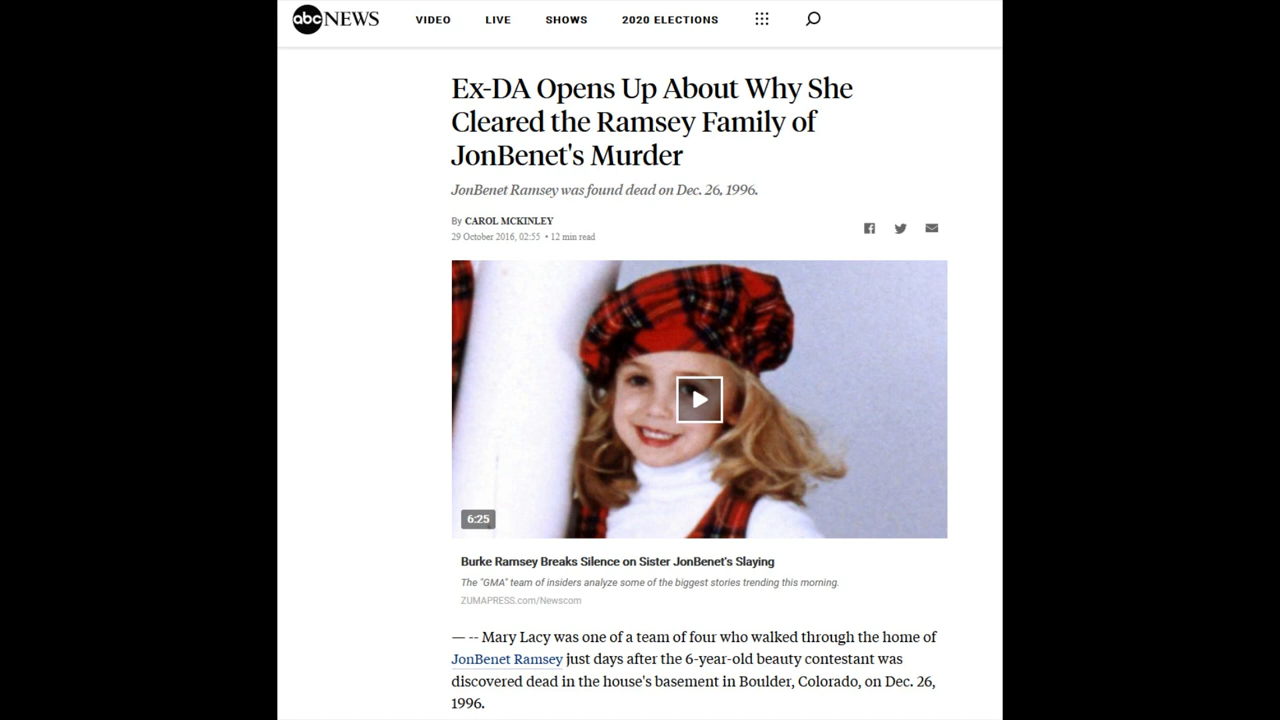 abc NEWS VIDEO LIVE SHOWS 2020 ELECTIONS
Ex-DA Opens Up About Why She
Cleared the Ramsey Family of
JonBenet's Murder
JonBenet Ramsey was found dead on Dec. 26, 1996.
By CAROL MCKINLEY
29 October 2016, 02:55 • 12 min read
6:25
Burke Ramsey Breaks Silence on Sister JonBenet's Slaying
The "GMA" team of insiders analyze some of the biggest stories trending this morning.
ZUMAPRESS.com/Newscom
— -- Mary Lacy was one of a team of four who walked through the home of
JonBenet Ramsey just days after the 6-year-old beauty contestant was
discovered dead in the house's basement in Boulder, Colorado, on Dec. 26,
1996.